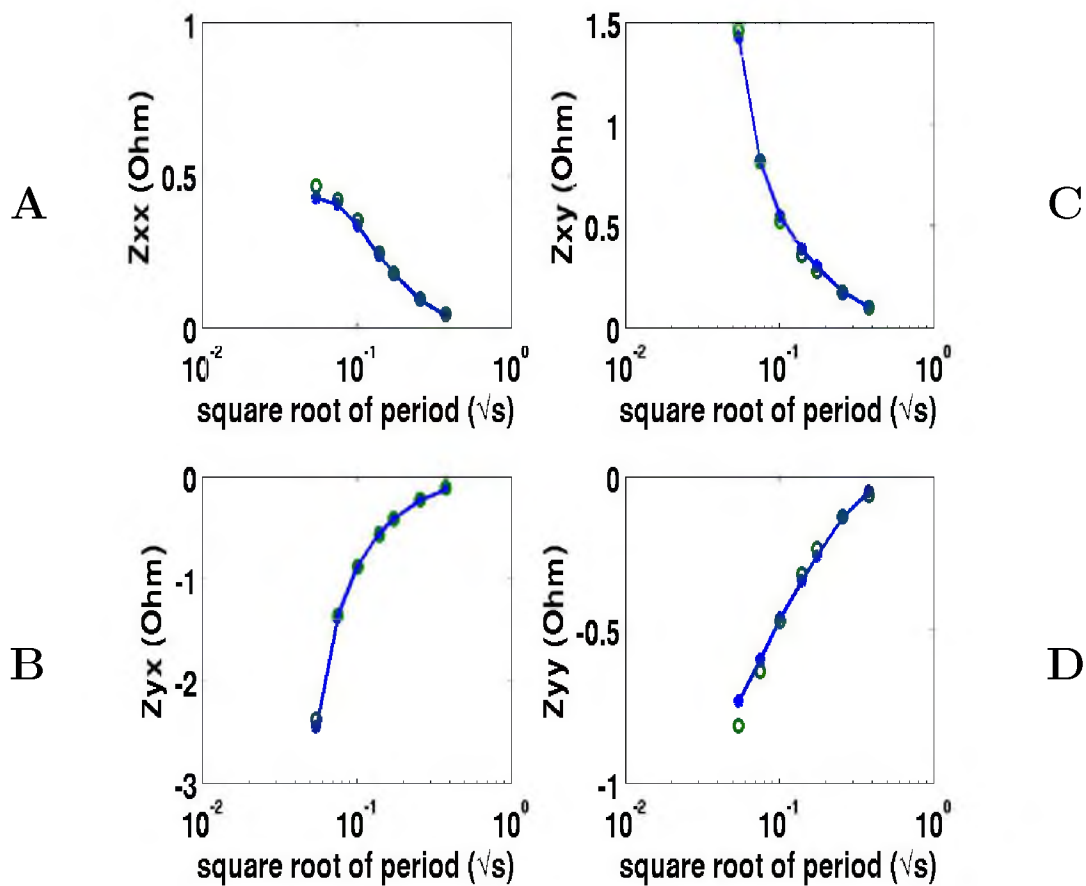 A
Zxx (Ohm)
1
0.5
0
10^-2
10^-1
10^0
square root of period (√s)
C
Zxy (Ohm)
1.5
1
0.5
0
10^-2
10^-1
10^0
square root of period (√s)
B
Zyx (Ohm)
0
-1
-2
-3
10^-2
10^-1
10^0
square root of period (√s)
D
Zyy (Ohm)
0
-0.5
-1
10^-2
10^-1
10^0
square root of period (√s)